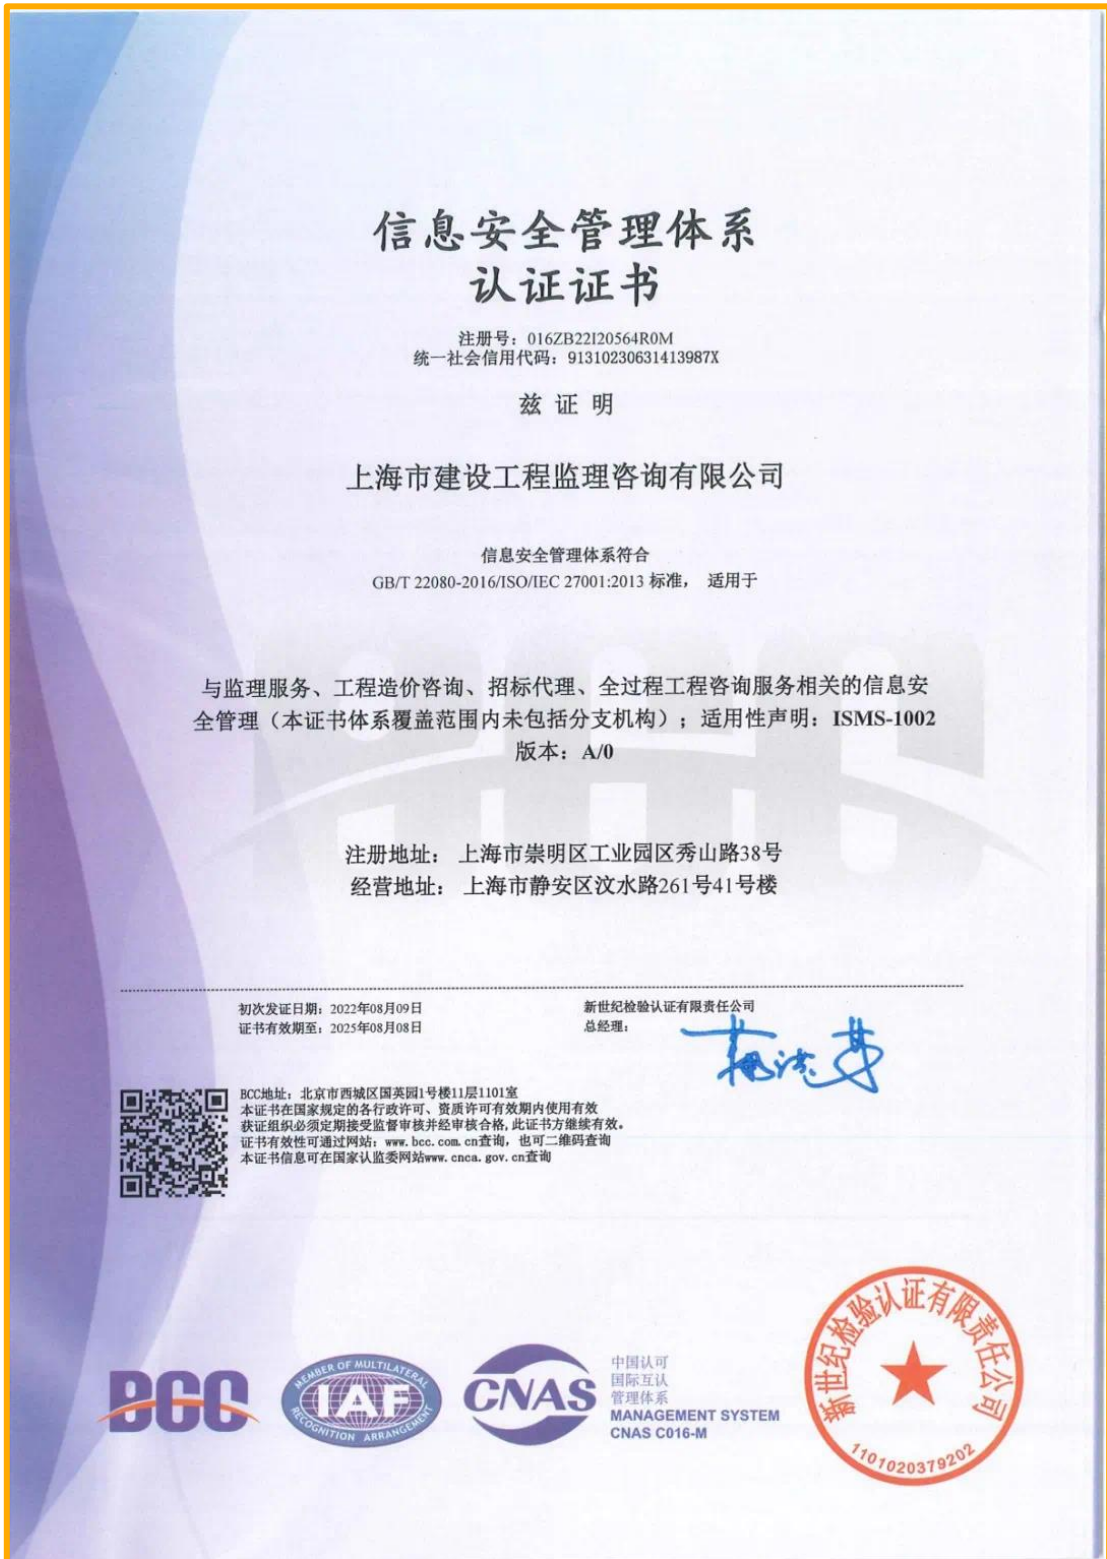 信息安全管理体系
认证证书
注册号：016ZB22I20564R0M
统一社会信用代码：91310230631413987X
兹 证 明
上海市建设工程监理咨询有限公司
信息安全管理体系符合
GB/T 22080-2016/ISO/IEC 27001:2013 标准， 适用于
与监理服务、工程造价咨询、招标代理、全过程工程咨询服务相关的信息安
全管理（本证书体系覆盖范围内未包括分支机构）；适用性声明：ISMS-1002
版本：A/0
注册地址： 上海市崇明区工业园区秀山路38号
经营地址： 上海市静安区汶水路261号41号楼
初次发证日期：2022年08月09日
证书有效期至：2025年08月08日
新世纪检验认证有限责任公司
总经理：
BCC地址：北京市西城区国英园1号楼11层1101室
本证书在国家规定的各行政许可、资质许可有效期内使用有效
获证组织必须定期接受监督审核并经审核合格,此证书方继续有效。
证书有效性可通过网站：www.bcc.com.cn查询，也可二维码查询
本证书信息可在国家认监委网站www.cnca.gov.cn查询
BCC
MEMBER OF MULTILATERAL
IAF
RECOGNITION ARRANGEMENT
CNAS
中国认可
国际互认
管理体系
MANAGEMENT SYSTEM
CNAS C016-M
新世纪检验认证有限责任公司
1101020379202